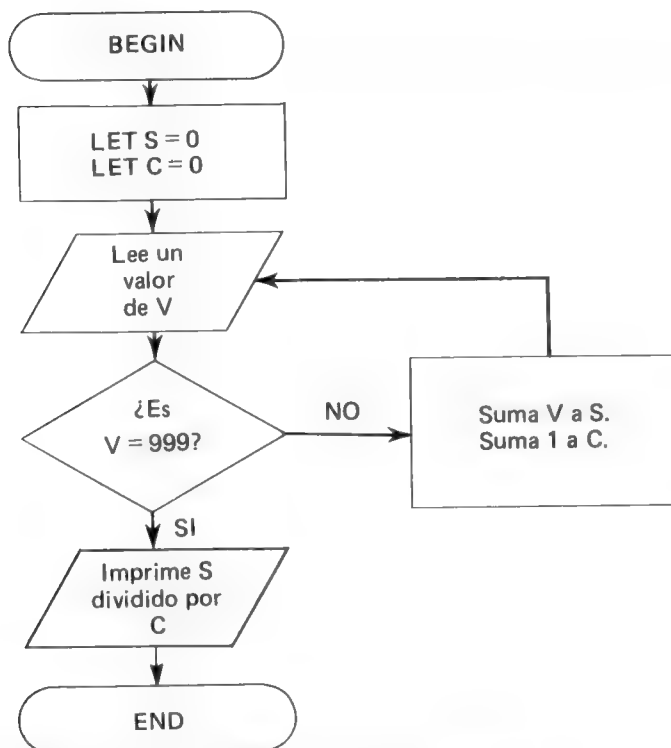 BEGIN
LET S = 0
LET C = 0
Lee un
valor
de V
¿Es
V = 999?
NO
Suma V a S.
Suma 1 a C.
SI
Imprime S
dividido por
C
END